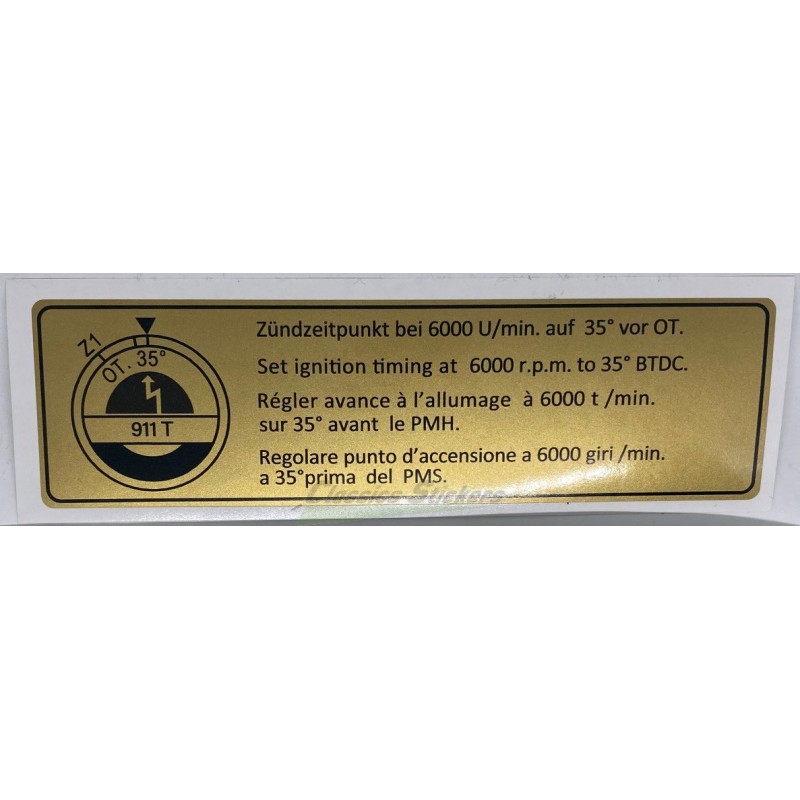 Z1
OT. 35°
911 T
Zündzeitpunkt bei 6000 U/min. auf 35° vor OT.
Set ignition timing at 6000 r.p.m. to 35° BTDC.
Régler avance à l'allumage à 6000 t /min.
sur 35° avant le PMH.
Regolare punto d'accensione a 6000 giri /min.
a 35°prima del PMS.
Classics Stickers